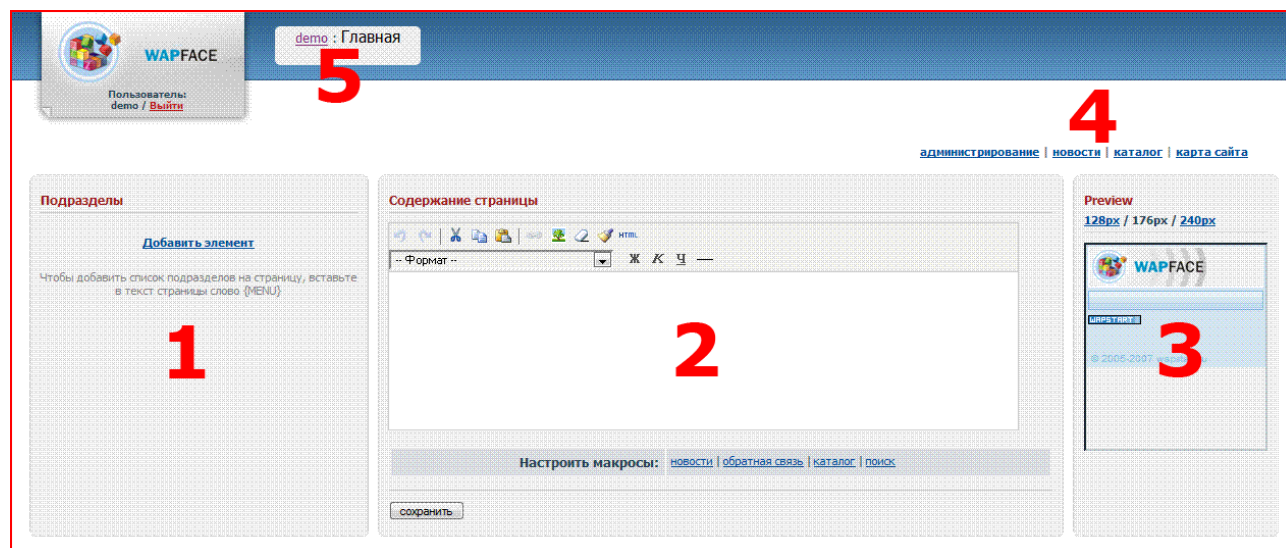 WAPFACE
demo : Главная
5
Пользователь:
demo / Выйти
4
администрирование | новости | каталог | карта сайта
Подразделы
Добавить элемент
Чтобы добавить список подразделов на страницу, вставьте
в текст страницы слово {MENU}
1
Содержание страницы
HTML
-- Формат --
Ж К Ч —
2
Настроить макросы: новости | обратная связь | каталог | поиск
сохранить
Preview
128px / 176px / 240px
WAPFACE
WAPSTART
3
© 2005-2007